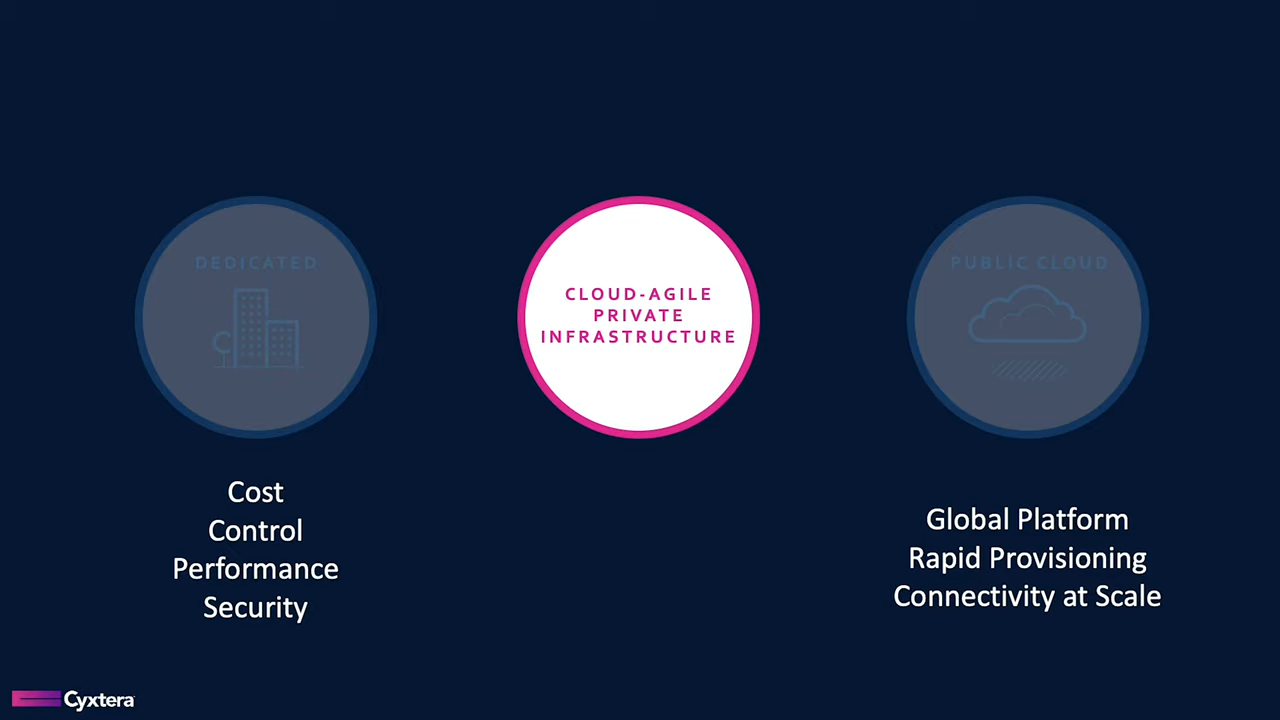 DEDICATED
CLOUD-AGILE
PRIVATE
INFRASTRUCTURE
PUBLIC CLOUD
Cost
Control
Performance
Security
Global Platform
Rapid Provisioning
Connectivity at Scale
Cyxtera